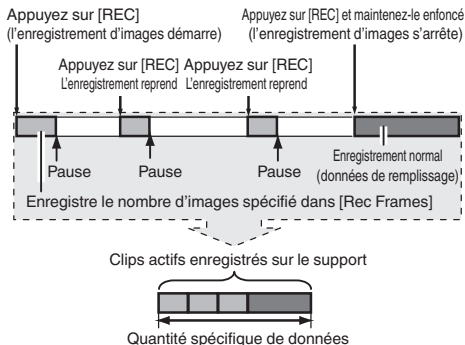 Appuyez sur [REC]
(l'enregistrement d'images démarre)
Appuyez sur [REC] et maintenez-le enfoncé
(l'enregistrement d'images s'arrête)
Appuyez sur [REC]
L'enregistrement reprend
Appuyez sur [REC]
L'enregistrement reprend
Pause
Pause
Pause
Enregistrement normal
(données de remplissage)
Enregistre le nombre d'images spécifié dans [Rec Frames]
Clips actifs enregistrés sur le support
Quantité spécifique de données